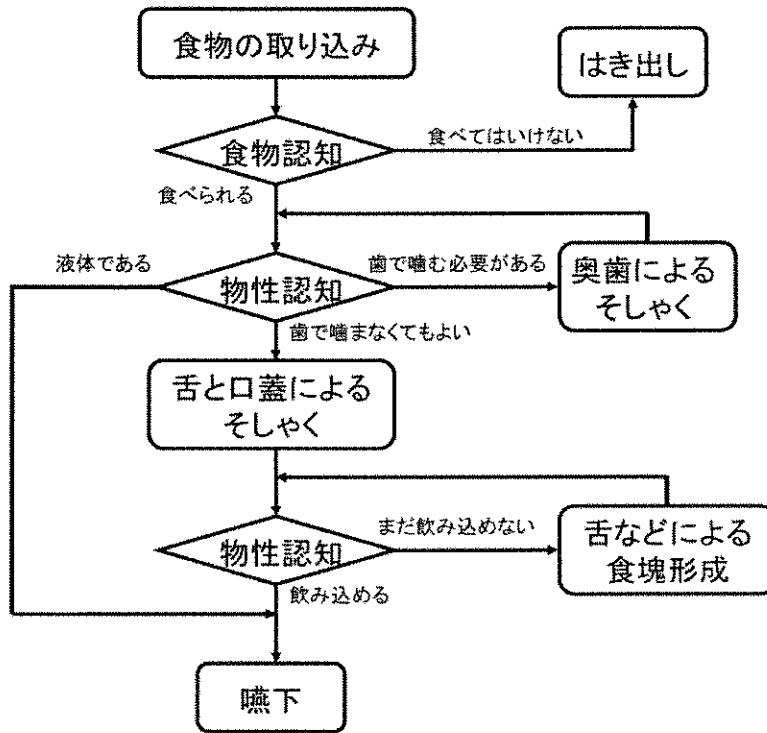 食物の取り込み
はき出し
食物認知
食べてはいけない
食べられる
液体である
物性認知
歯で噛む必要がある
奥歯による
そしゃく
歯で噛まなくてもよい
舌と口蓋による
そしゃく
物性認知
まだ飲み込めない
舌などによる
食塊形成
飲み込める
嚥下